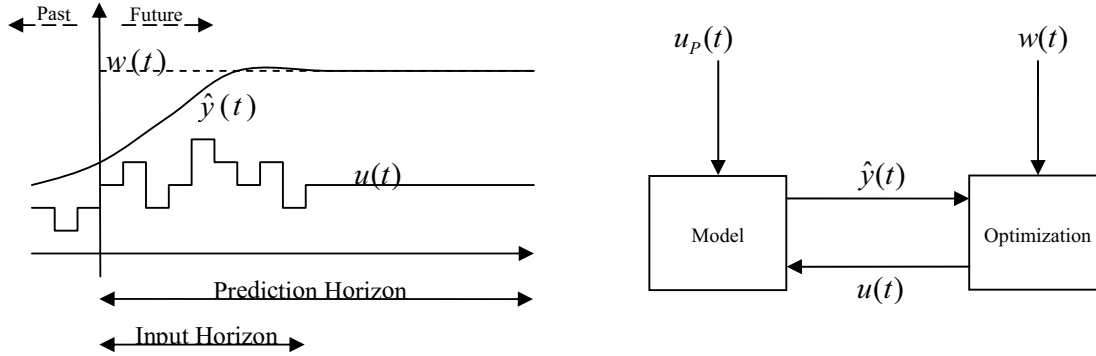 Past Future
w(t)
ŷ(t)
u(t)
Prediction Horizon
Input Horizon
u_P(t) w(t)
ŷ(t)
Model Optimization
u(t)